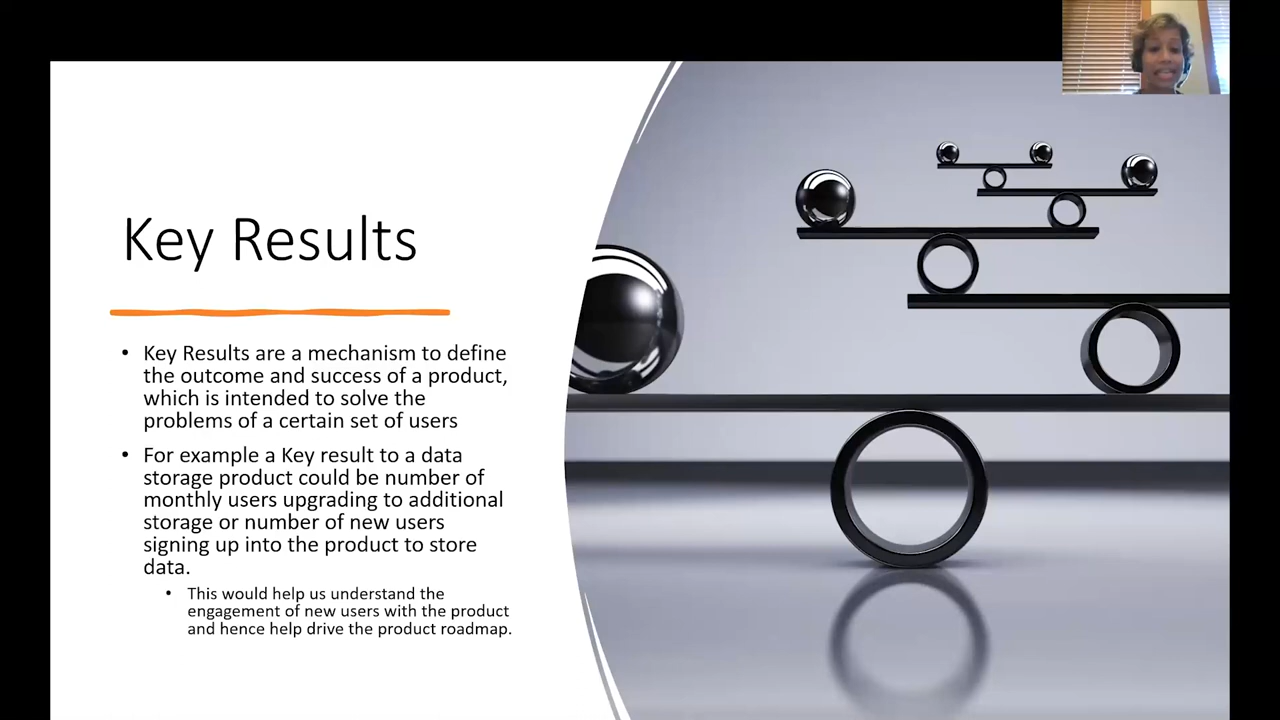 Key Results
• Key Results are a mechanism to define
the outcome and success of a product,
which is intended to solve the
problems of a certain set of users
• For example a Key result to a data
storage product could be number of
monthly users upgrading to additional
storage or number of new users
signing up into the product to store
data.
• This would help us understand the
engagement of new users with the product
and hence help drive the product roadmap.